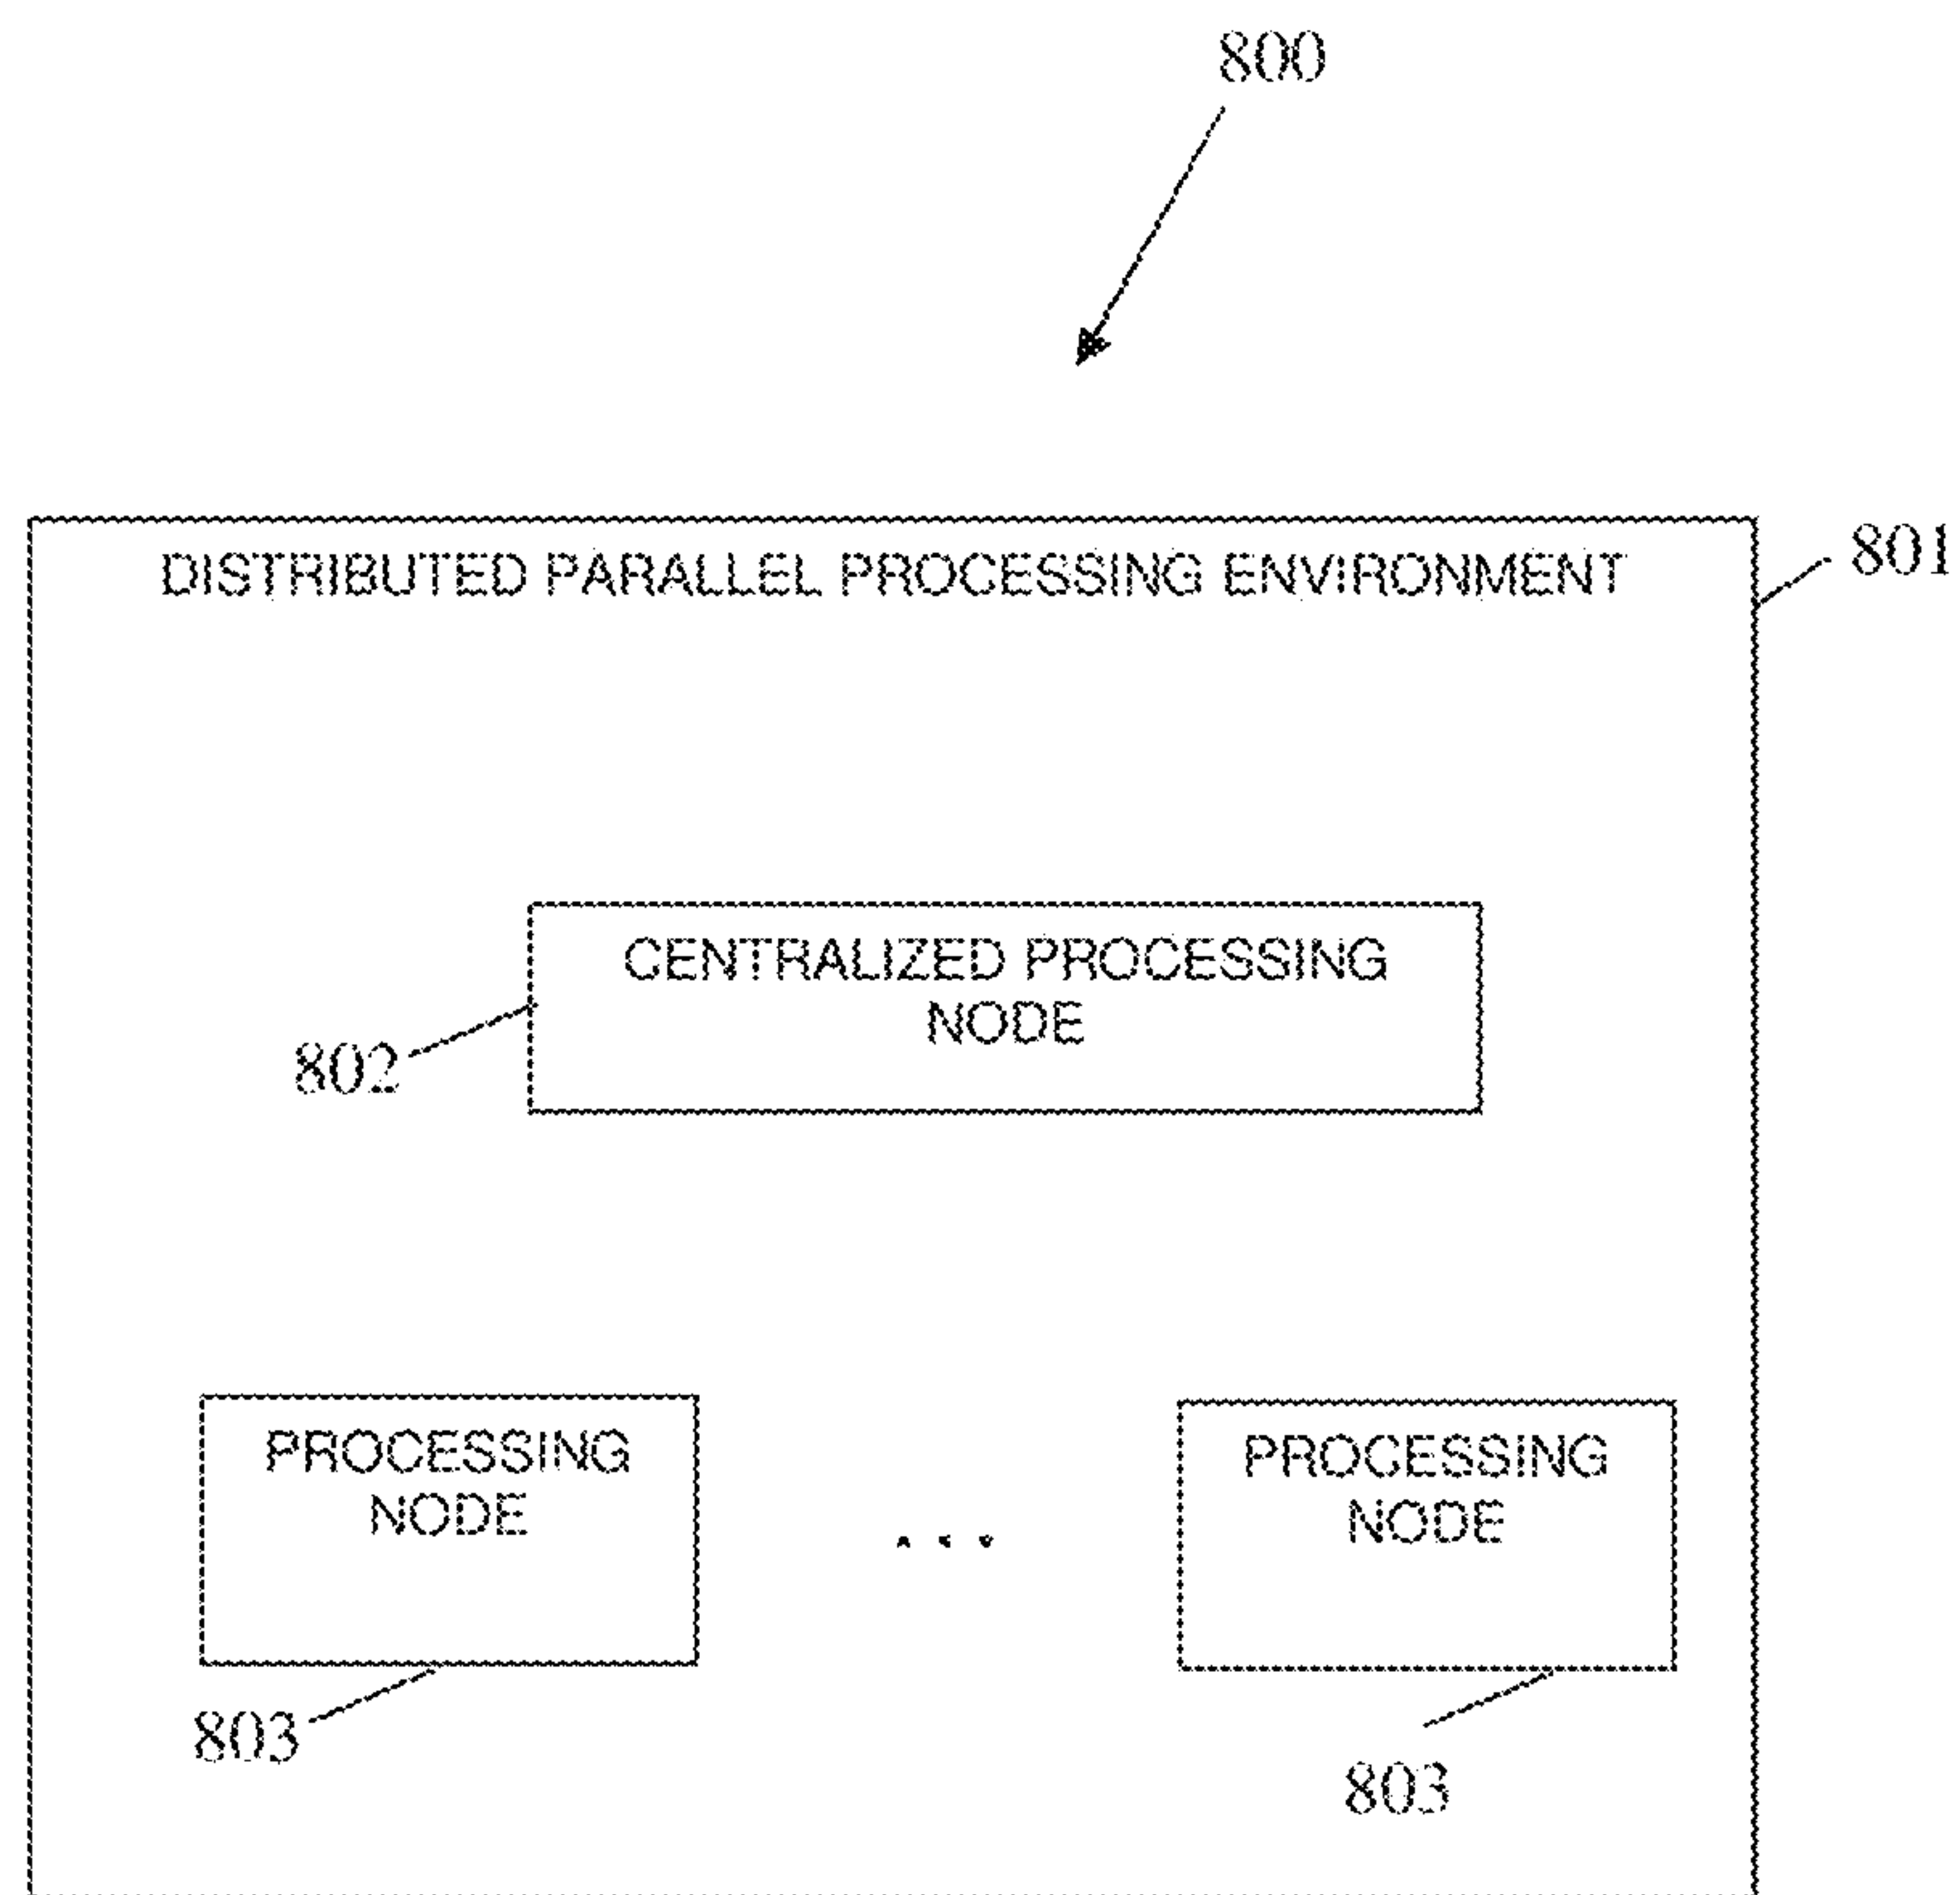 800
DISTRIBUTED PARALLEL PROCESSING ENVIRONMENT
801
CENTRALIZED PROCESSING
NODE
802
PROCESSING
NODE
. . .
PROCESSING
NODE
803
803